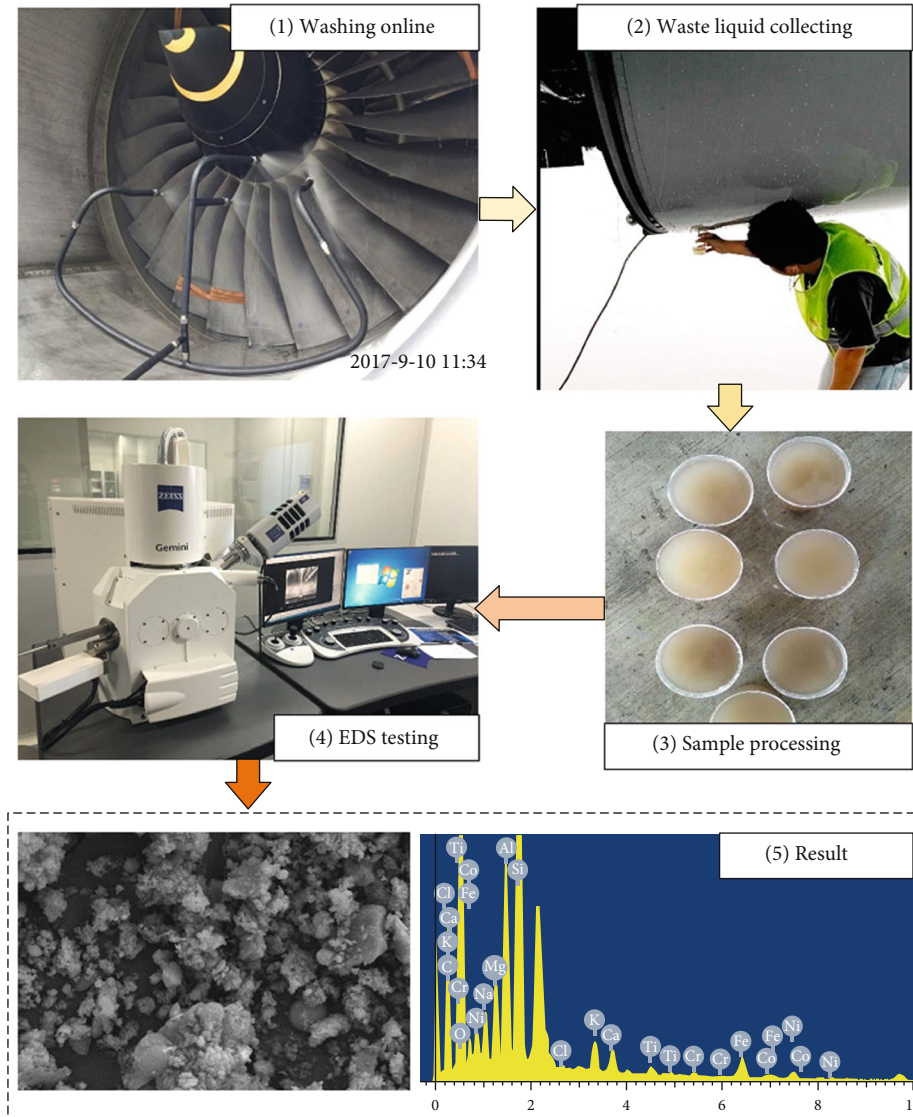 (1) Washing online
(2) Waste liquid collecting
2017-9-10 11:34
ZEISS
Gemini
(4) EDS testing
(3) Sample processing
(5) Result
Ti
Al
Co
Si
Cl
Fe
Ca
K
C
Mg
Cr
Na
O
Ni
Cl
K
Ca
Ti
Ti
Cr
Cr
Fe
Co
Fe
Ni
Co
Ni
0 2 4 6 8